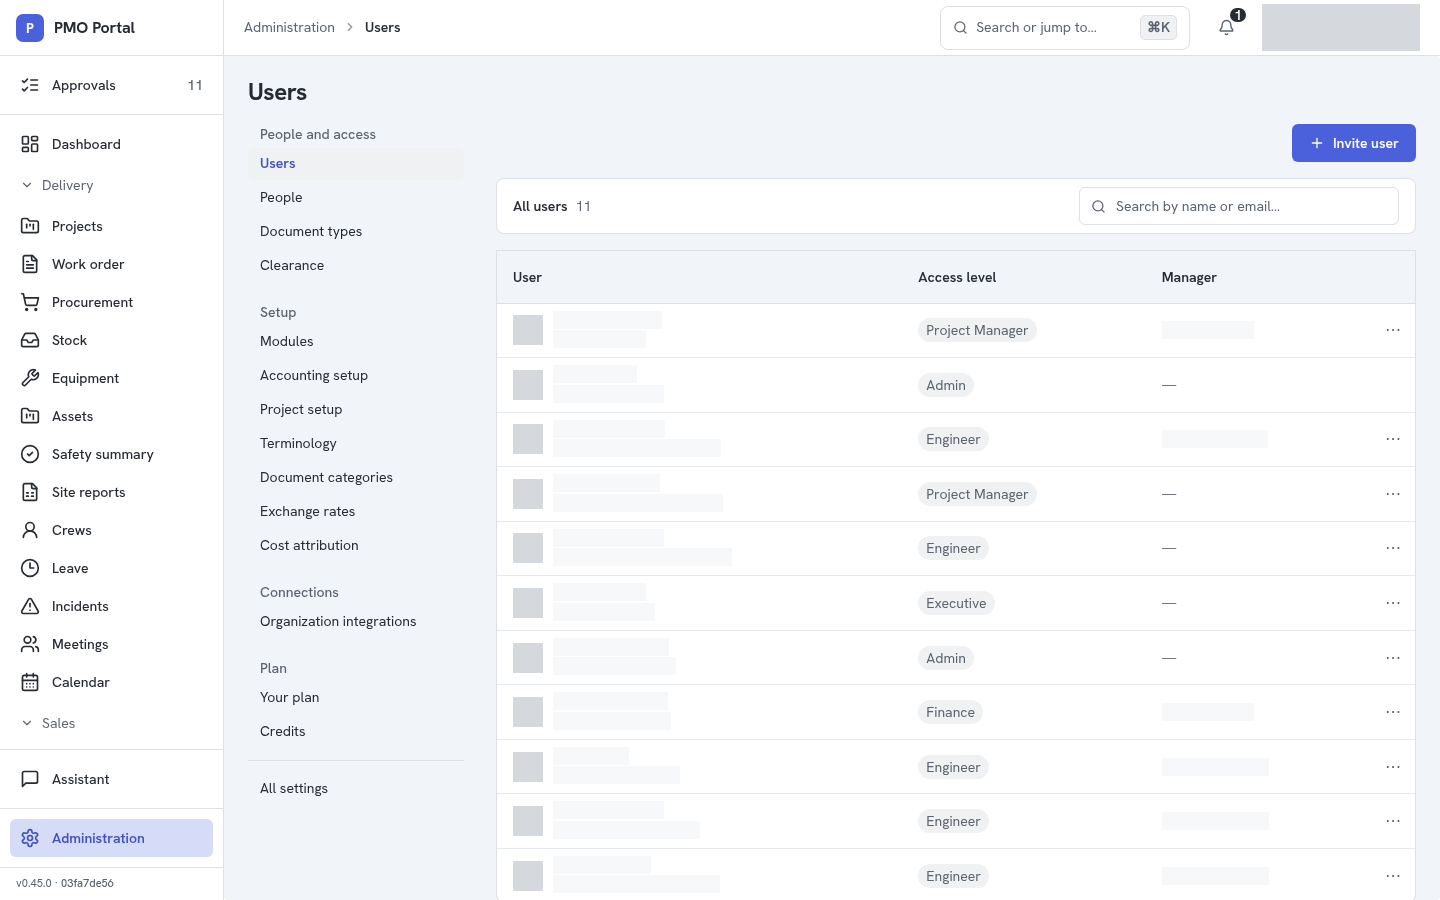 P PMO Portal
Administration > Users
Search or jump to... ⌘K
1
Approvals 11
Dashboard
Delivery
Projects
Work order
Procurement
Stock
Equipment
Assets
Safety summary
Site reports
Crews
Leave
Incidents
Meetings
Calendar
Sales
Assistant
Administration
v0.45.0 · 03fa7de56
Users
People and access
Users
People
Document types
Clearance
Setup
Modules
Accounting setup
Project setup
Terminology
Document categories
Exchange rates
Cost attribution
Connections
Organization integrations
Plan
Your plan
Credits
All settings
+ Invite user
All users 11
Search by name or email...
User Access level Manager
Project Manager
Admin —
Engineer
Project Manager —
Engineer —
Executive —
Admin —
Finance
Engineer
Engineer
Engineer